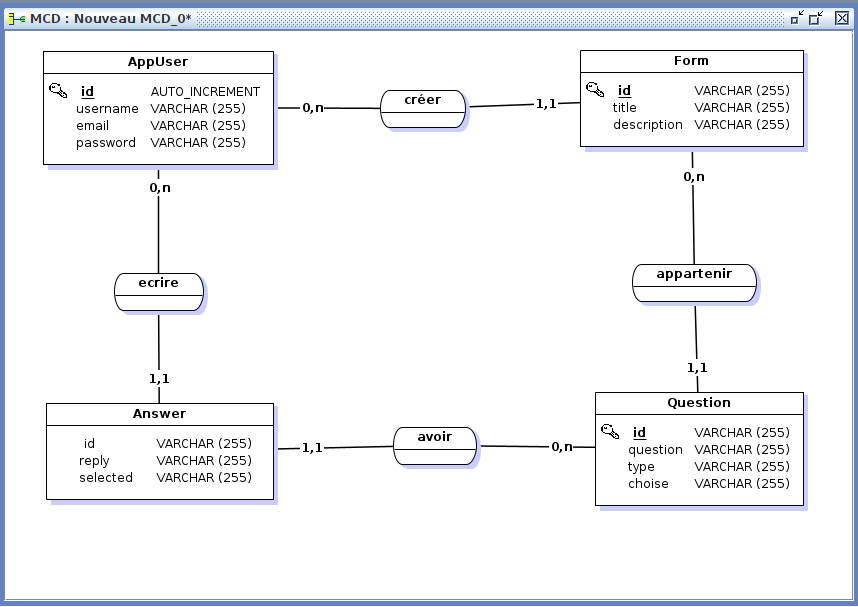 MCD : Nouveau MCD_0*
AppUser
id AUTO_INCREMENT
username VARCHAR (255)
email VARCHAR (255)
password VARCHAR (255)
0,n
créer
1,1
Form
id VARCHAR (255)
title VARCHAR (255)
description VARCHAR (255)
0,n
0,n
ecrire
appartenir
1,1
1,1
Answer
id VARCHAR (255)
reply VARCHAR (255)
selected VARCHAR (255)
1,1
avoir
0,n
Question
id VARCHAR (255)
question VARCHAR (255)
type VARCHAR (255)
choise VARCHAR (255)